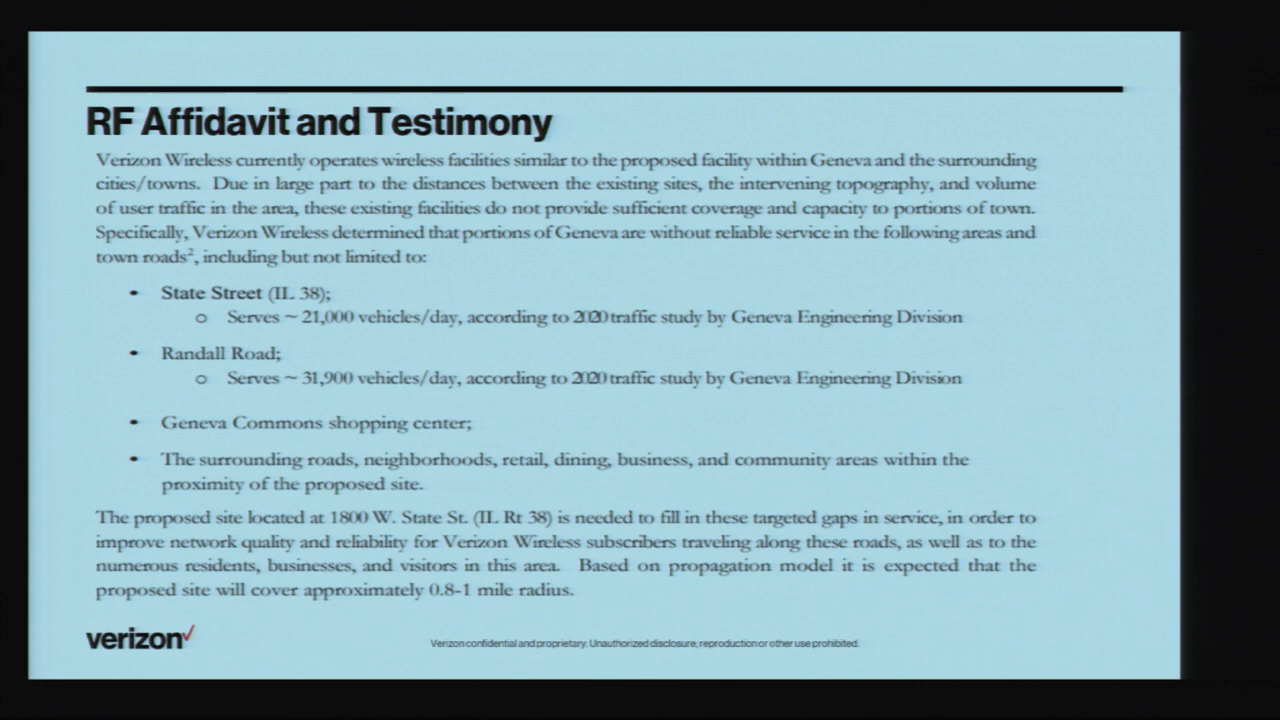 RF Affidavit and Testimony
Verizon Wireless currently operates wireless facilities similar to the proposed facility within Geneva and the surrounding
cities/towns. Due in large part to the distances between the existing sites, the intervening topography, and volume
of user traffic in the area, these existing facilities do not provide sufficient coverage and capacity to portions of town.
Specifically, Verizon Wireless determined that portions of Geneva are without reliable service in the following areas and
town roads², including but not limited to:
• State Street (IL 38);
o Serves ~ 21,000 vehicles/day, according to 2020 traffic study by Geneva Engineering Division
• Randall Road;
o Serves ~ 31,900 vehicles/day, according to 2020 traffic study by Geneva Engineering Division
• Geneva Commons shopping center;
• The surrounding roads, neighborhoods, retail, dining, business, and community areas within the
proximity of the proposed site.
The proposed site located at 1800 W. State St. (IL Rt 38) is needed to fill in these targeted gaps in service, in order to
improve network quality and reliability for Verizon Wireless subscribers traveling along these roads, as well as to the
numerous residents, businesses, and visitors in this area. Based on propagation model it is expected that the
proposed site will cover approximately 0.8-1 mile radius.
verizon✓
Verizon confidential and proprietary. Unauthorized disclosure, reproduction or other use prohibited.